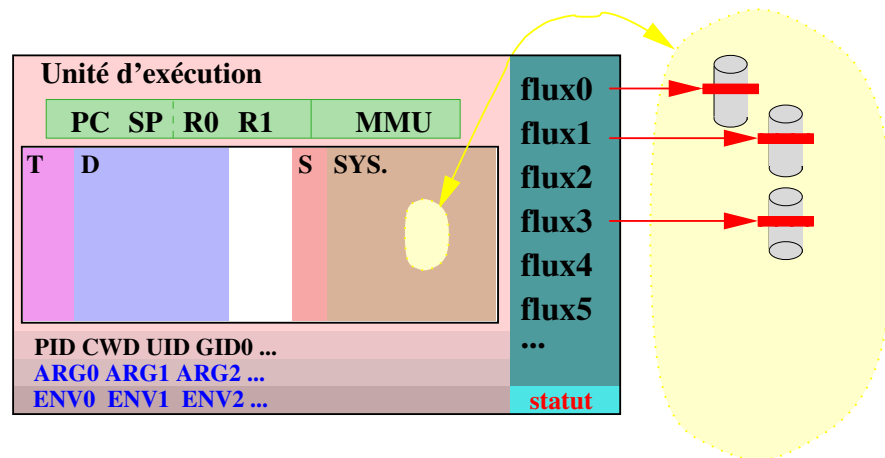 Unité d'exécution
PC SP R0 R1 MMU
T D S SYS.
PID CWD UID GID0 ...
ARG0 ARG1 ARG2 ...
ENV0 ENV1 ENV2 ...
flux0
flux1
flux2
flux3
flux4
flux5
...
statut